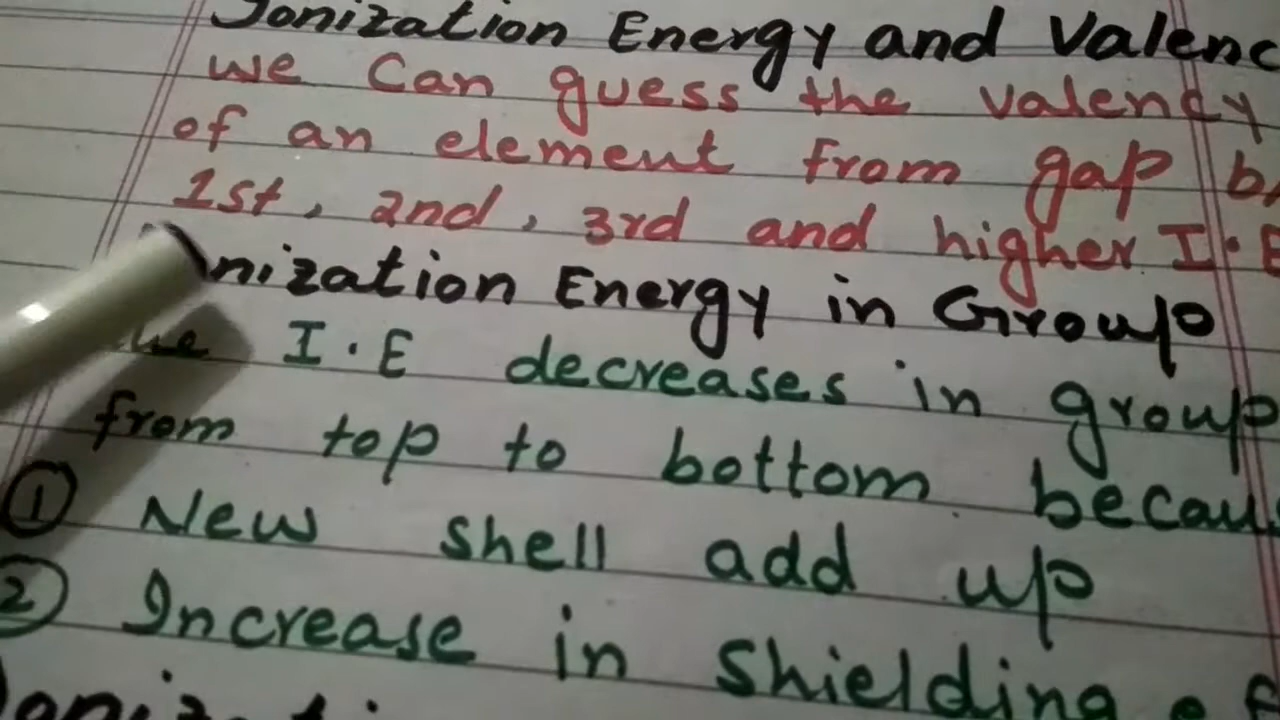 Ionization Energy and Valenc
we can guess the valency
of an element from gap b/
1st, 2nd, 3rd and higher I.E
nization Energy in Group
he I.E decreases in group
from top to bottom becau
① New shell add up
② Increase in shielding ef